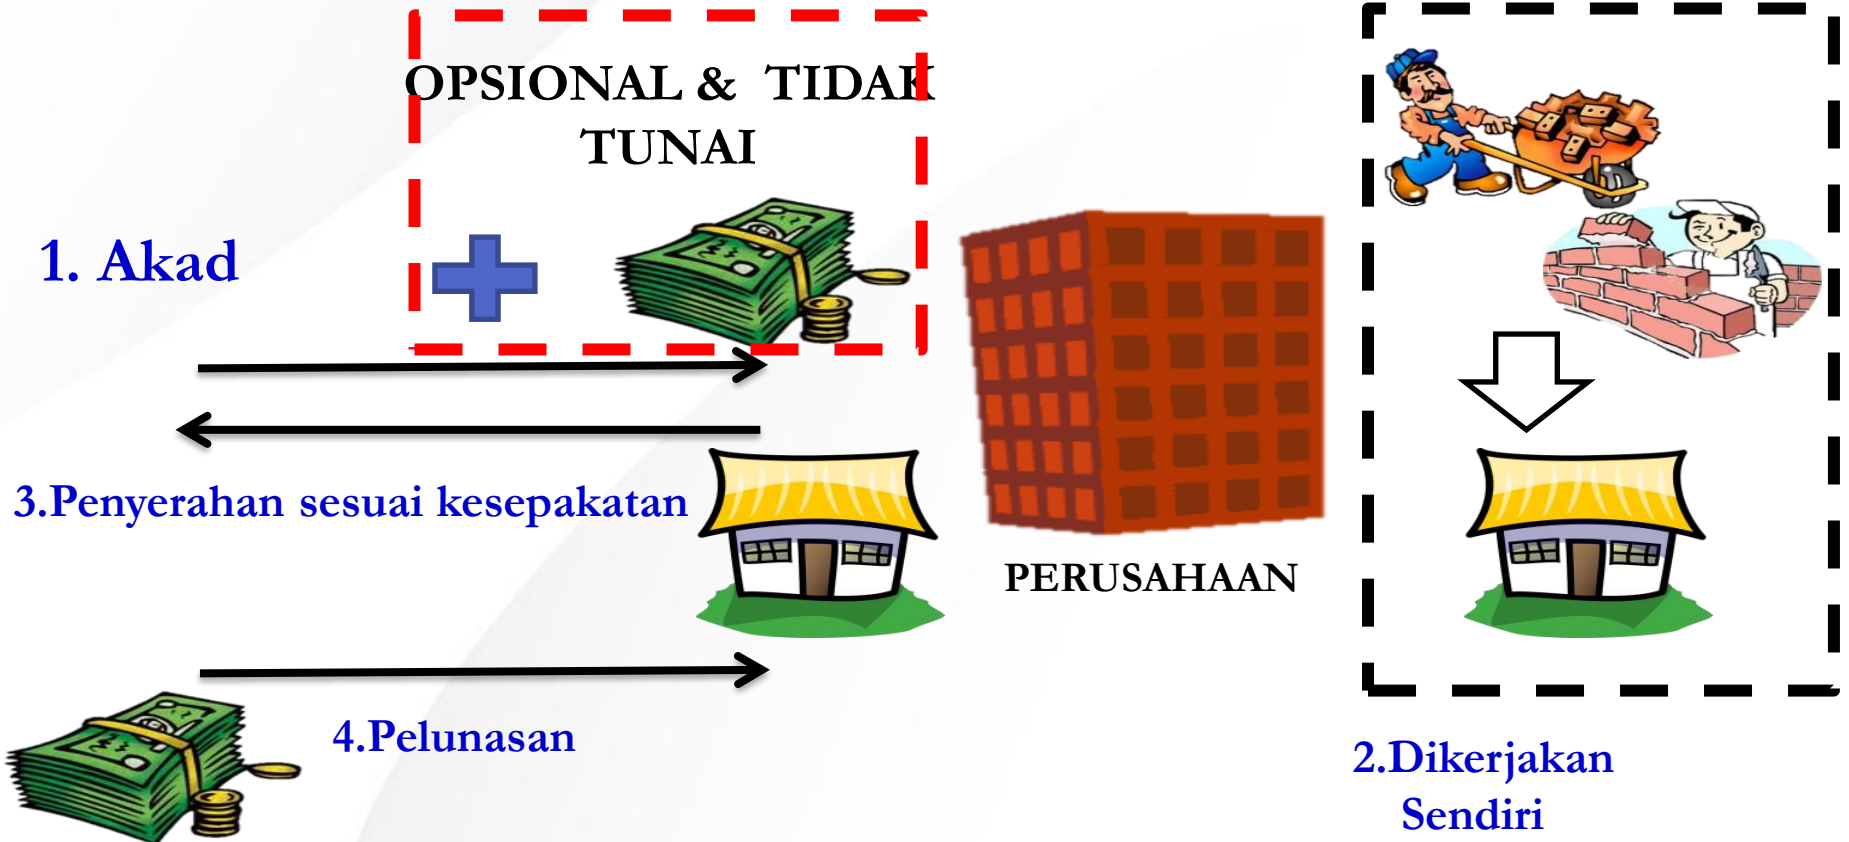 OPSIONAL & TIDAK
TUNAI
1. Akad
3.Penyerahan sesuai kesepakatan
PERUSAHAAN
4.Pelunasan
2.Dikerjakan
Sendiri